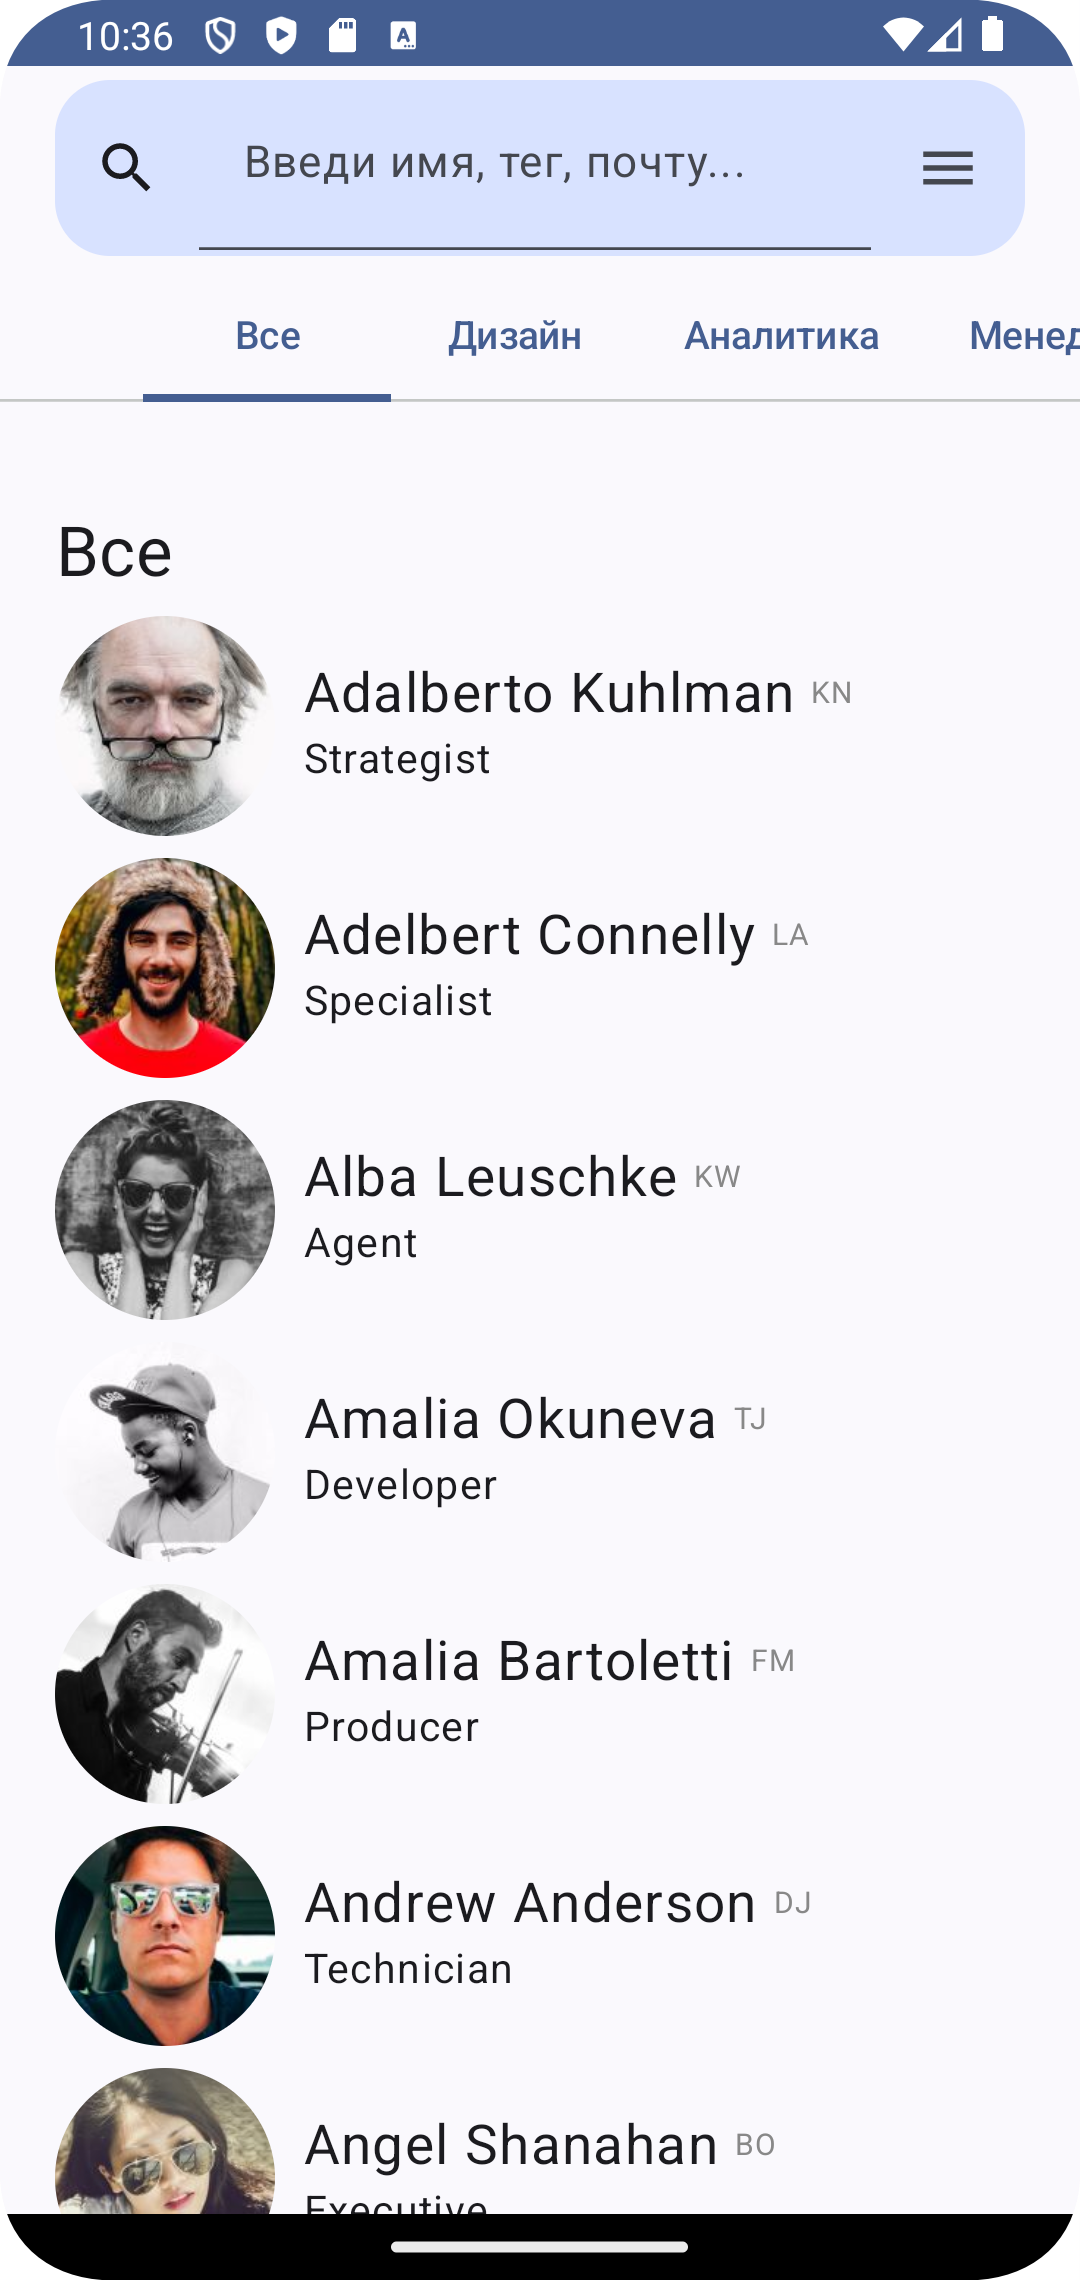 10:36
Введи имя, тег, почту...
Все Дизайн Аналитика Менед
Все
Adalberto Kuhlman KN
Strategist
Adelbert Connelly LA
Specialist
Alba Leuschke KW
Agent
Amalia Okuneva TJ
Developer
Amalia Bartoletti FM
Producer
Andrew Anderson DJ
Technician
Angel Shanahan BO
Executive